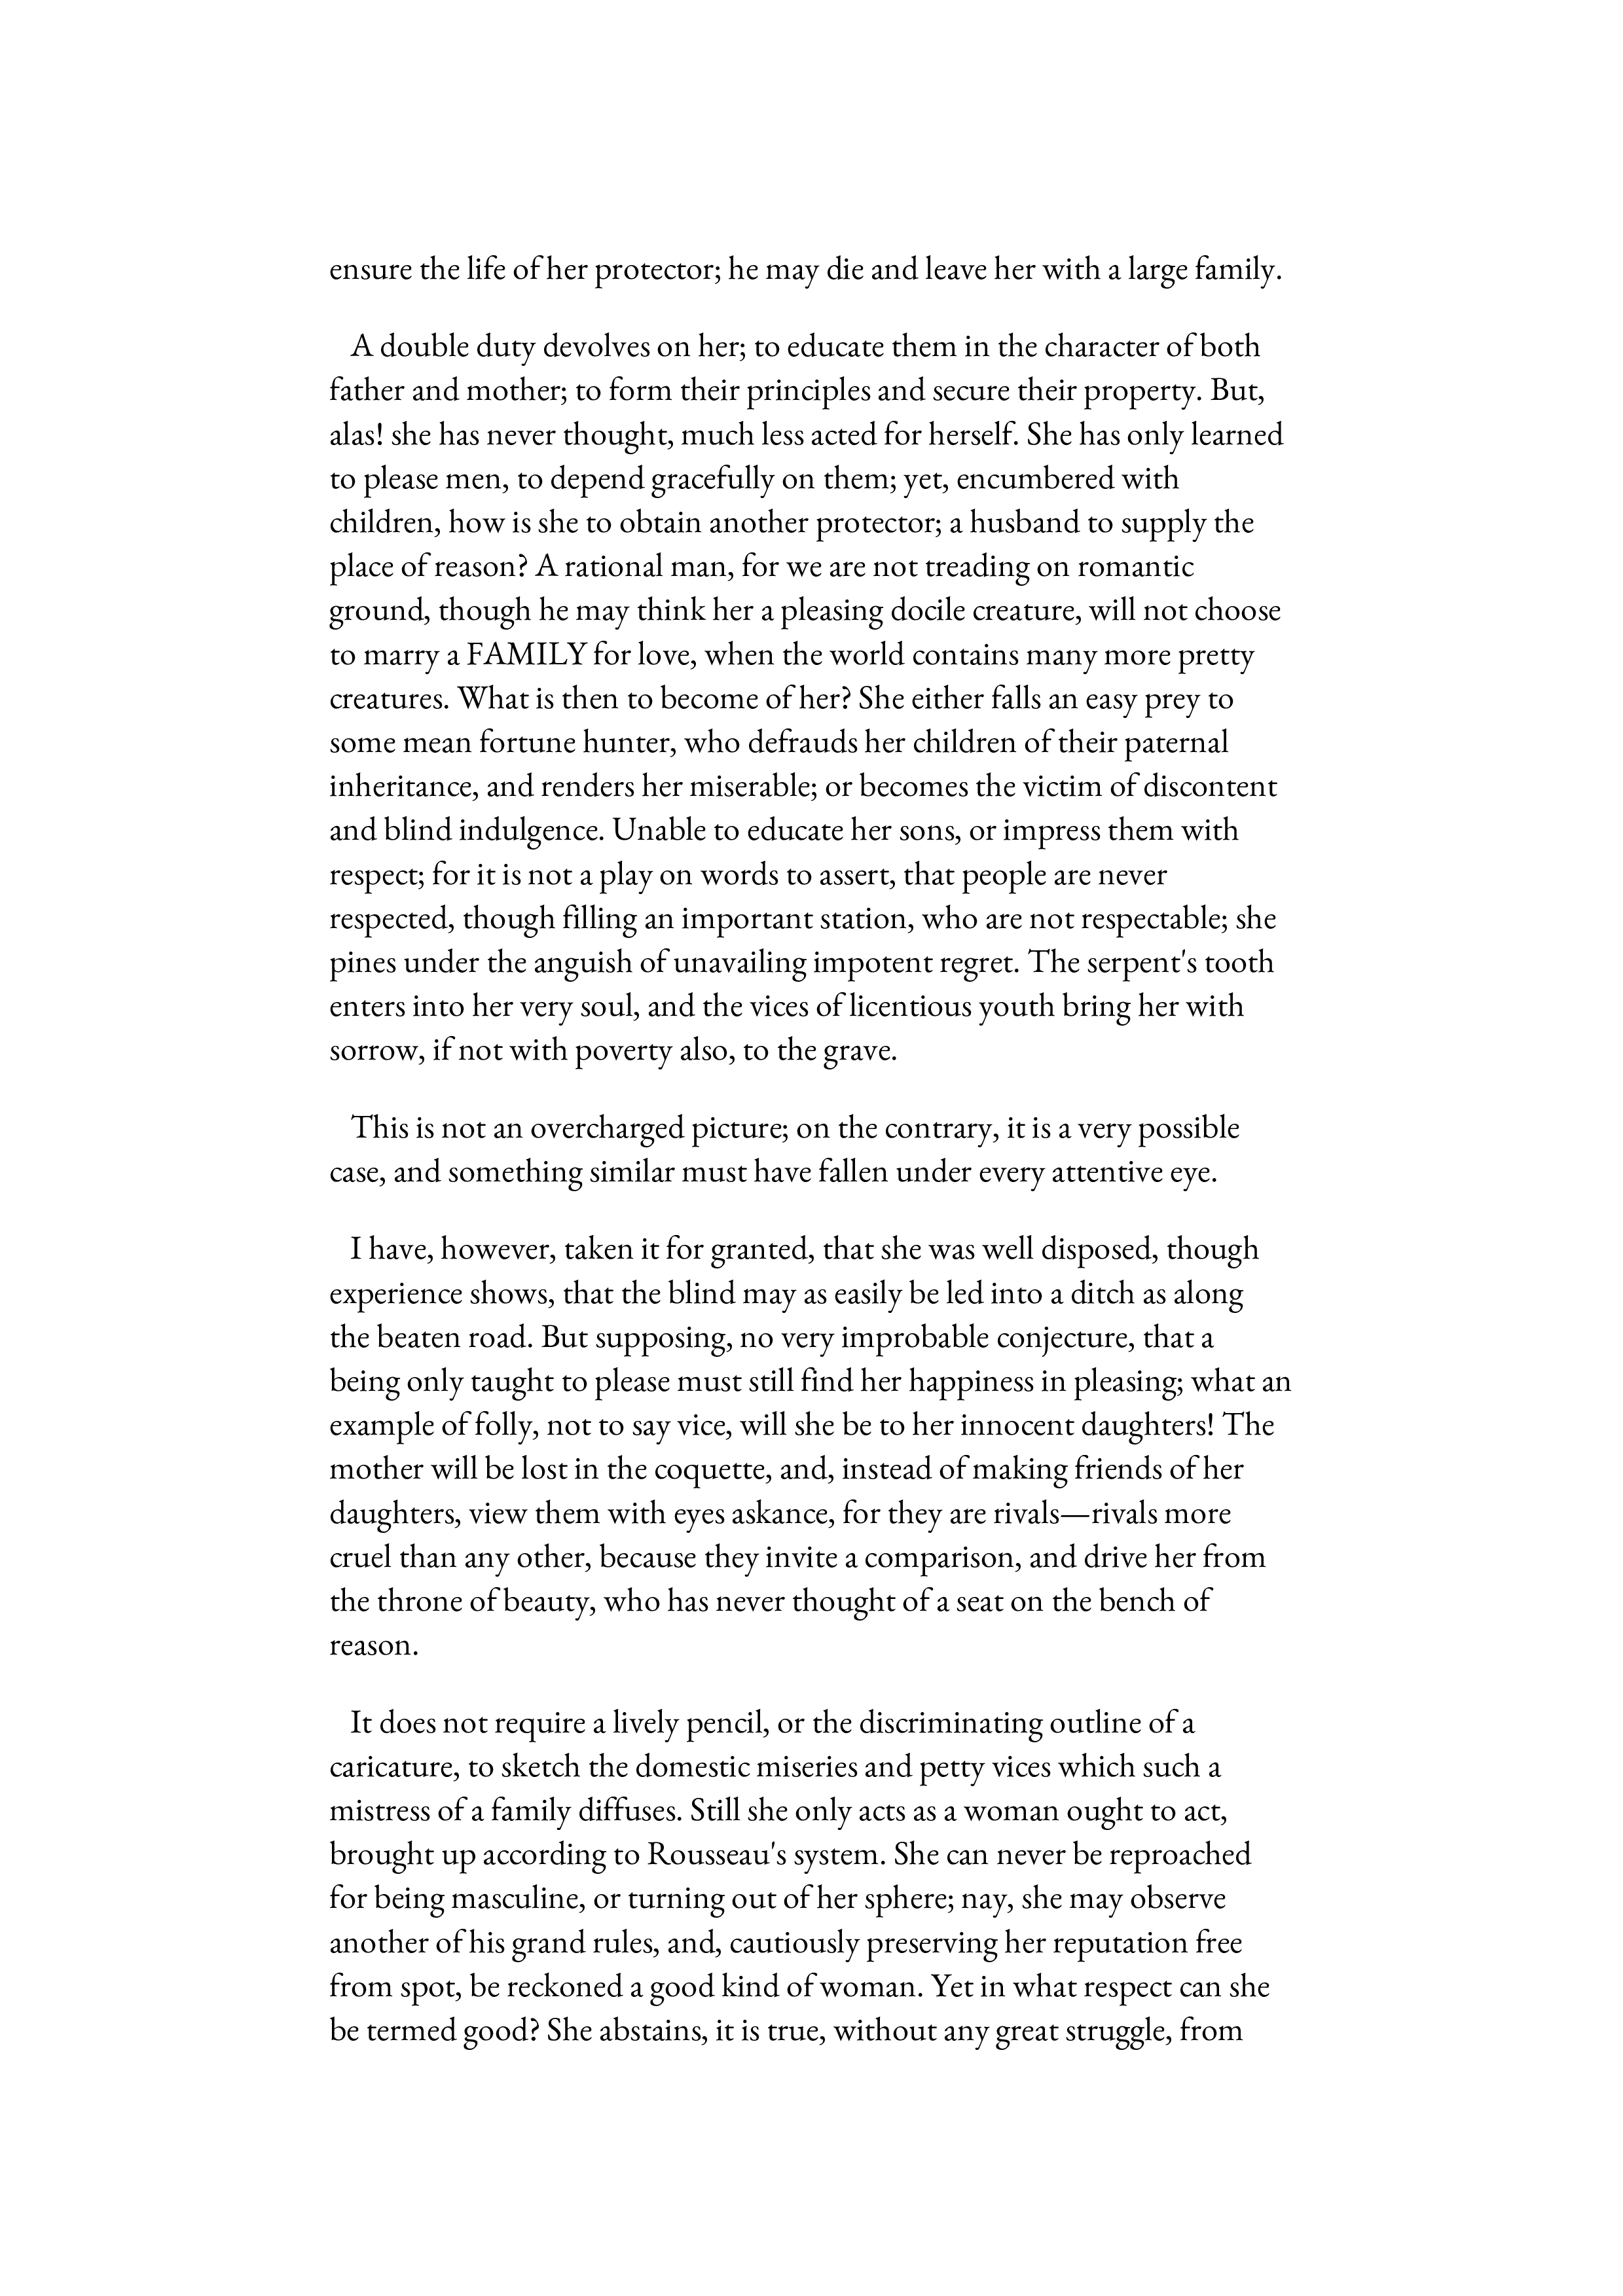 ensure the life of her protector; he may die and leave her with a large family.
A double duty devolves on her; to educate them in the character of both
father and mother; to form their principles and secure their property. But,
alas! she has never thought, much less acted for herself. She has only learned
to please men, to depend gracefully on them; yet, encumbered with
children, how is she to obtain another protector; a husband to supply the
place of reason? A rational man, for we are not treading on romantic
ground, though he may think her a pleasing docile creature, will not choose
to marry a FAMILY for love, when the world contains many more pretty
creatures. What is then to become of her? She either falls an easy prey to
some mean fortune hunter, who defrauds her children of their paternal
inheritance, and renders her miserable; or becomes the victim of discontent
and blind indulgence. Unable to educate her sons, or impress them with
respect; for it is not a play on words to assert, that people are never
respected, though filling an important station, who are not respectable; she
pines under the anguish of unavailing impotent regret. The serpent's tooth
enters into her very soul, and the vices of licentious youth bring her with
sorrow, if not with poverty also, to the grave.
This is not an overcharged picture; on the contrary, it is a very possible
case, and something similar must have fallen under every attentive eye.
I have, however, taken it for granted, that she was well disposed, though
experience shows, that the blind may as easily be led into a ditch as along
the beaten road. But supposing, no very improbable conjecture, that a
being only taught to please must still find her happiness in pleasing; what an
example of folly, not to say vice, will she be to her innocent daughters! The
mother will be lost in the coquette, and, instead of making friends of her
daughters, view them with eyes askance, for they are rivals—rivals more
cruel than any other, because they invite a comparison, and drive her from
the throne of beauty, who has never thought of a seat on the bench of
reason.
It does not require a lively pencil, or the discriminating outline of a
caricature, to sketch the domestic miseries and petty vices which such a
mistress of a family diffuses. Still she only acts as a woman ought to act,
brought up according to Rousseau's system. She can never be reproached
for being masculine, or turning out of her sphere; nay, she may observe
another of his grand rules, and, cautiously preserving her reputation free
from spot, be reckoned a good kind of woman. Yet in what respect can she
be termed good? She abstains, it is true, without any great struggle, from